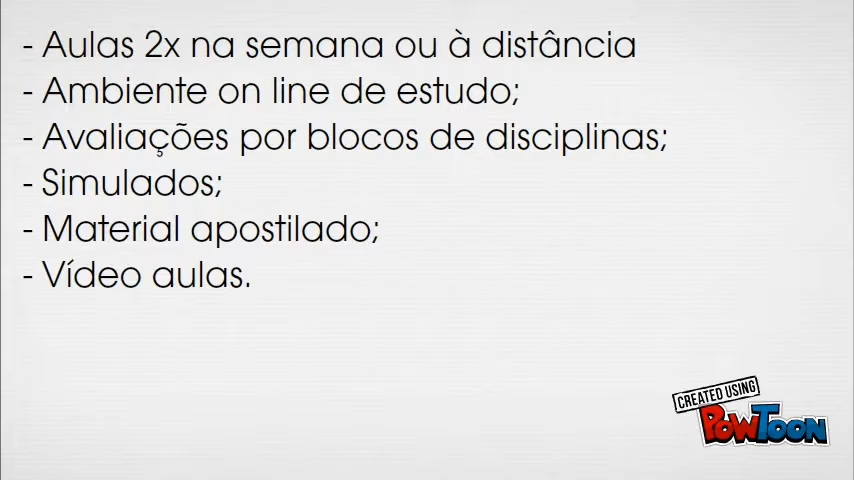 - Aulas 2x na semana ou à distância
- Ambiente on line de estudo;
- Avaliações por blocos de disciplinas;
- Simulados;
- Material apostilado;
- Vídeo aulas.
CREATED USING
POWTOON